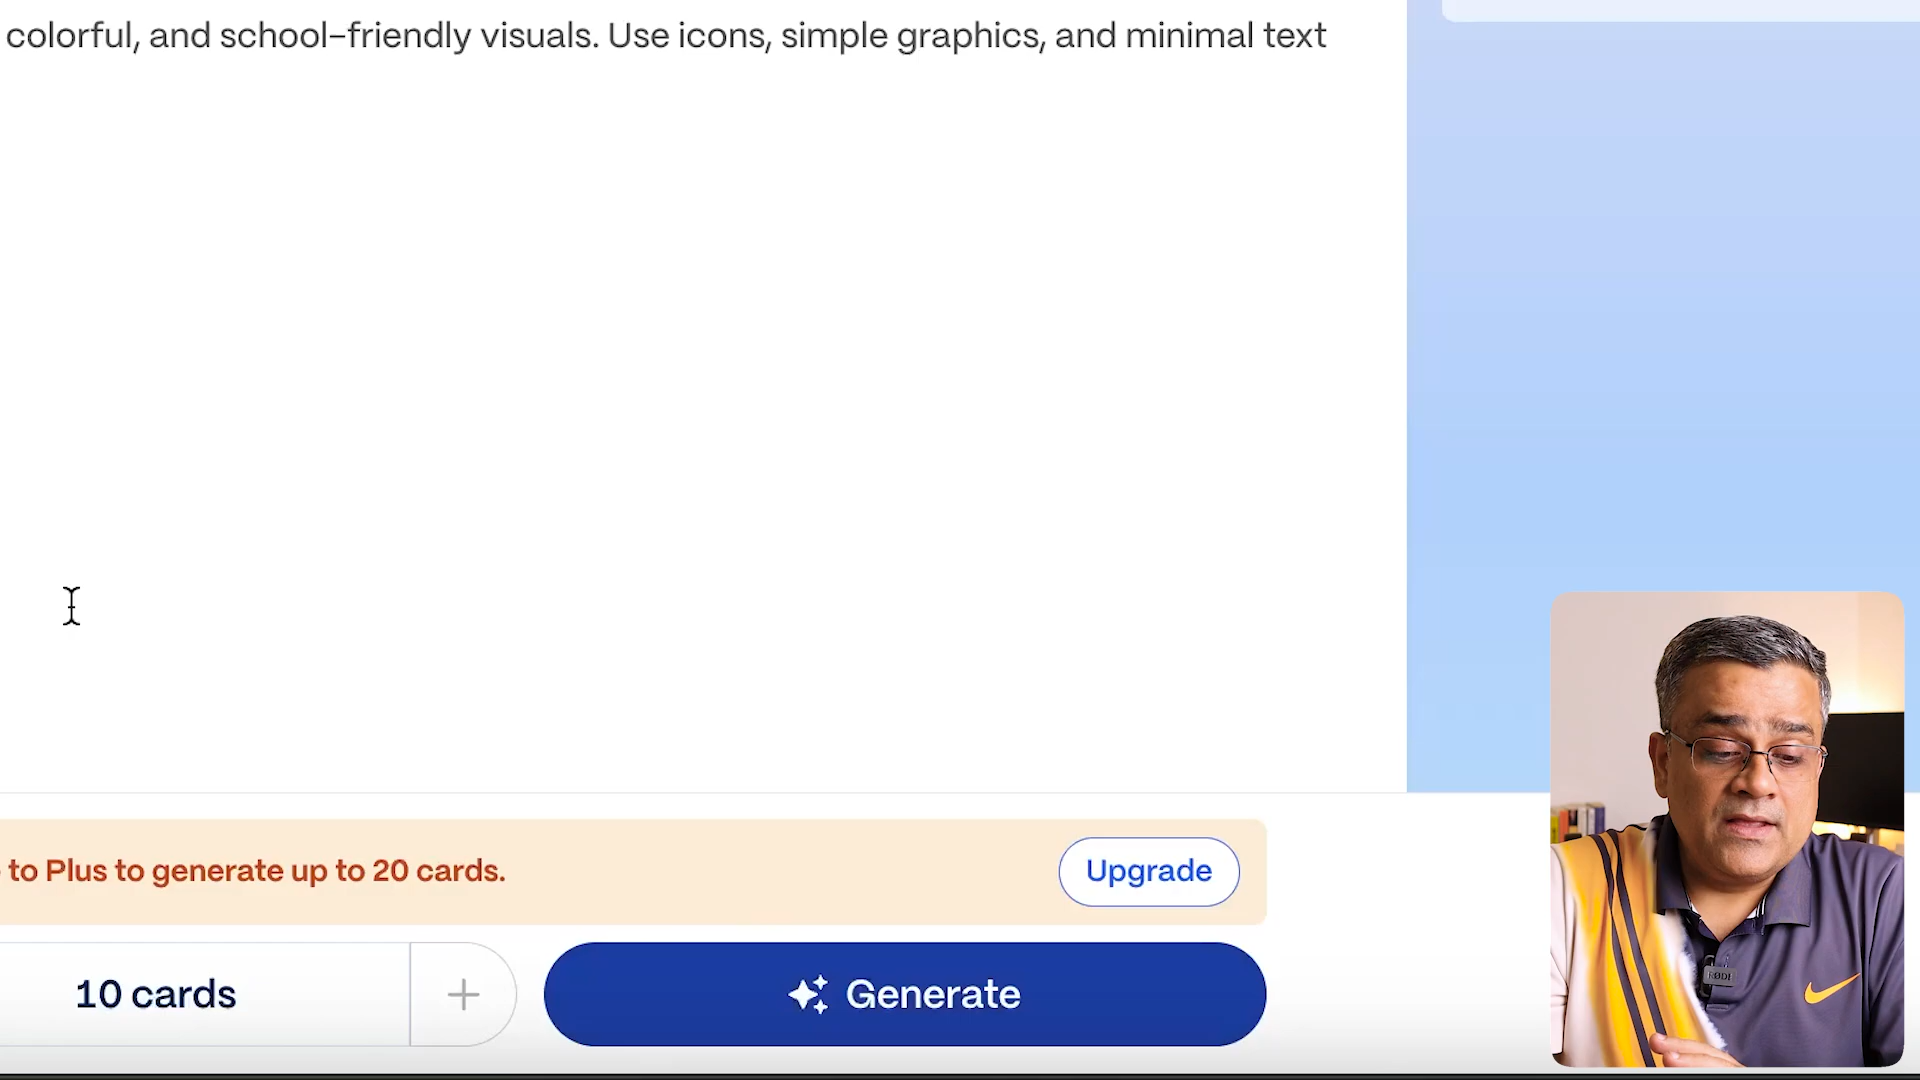 colorful, and school-friendly visuals. Use icons, simple graphics, and minimal text
to Plus to generate up to 20 cards.
Upgrade
10 cards
+
Generate
RØDE